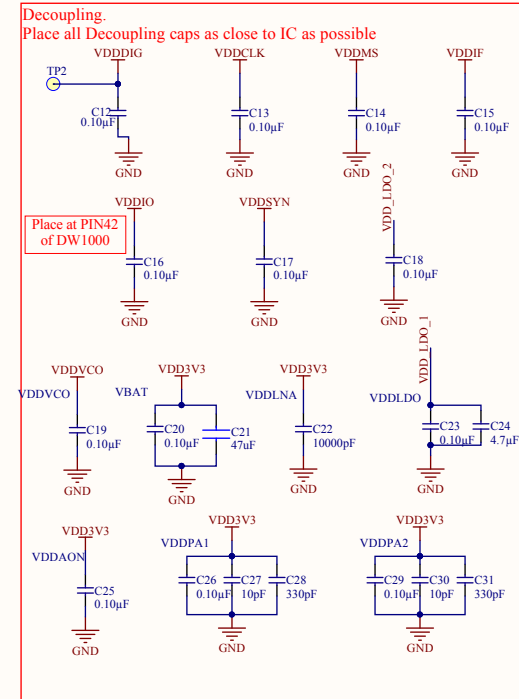 Decoupling.
Place all Decoupling caps as close to IC as possible
VDDDIG
VDDCLK
VDDMS
VDDIF
TP2
C12
0.10µF
C13
0.10µF
C14
0.10µF
C15
0.10µF
GND
GND
GND
GND
VDDIO
VDDSYN
VDD_LDO_2
Place at PIN42
of DW1000
C16
0.10µF
C17
0.10µF
C18
0.10µF
GND
GND
GND
VDD_LDO_1
VDDVCO
VDD3V3
VDD3V3
VDDVCO
VBAT
VDDLNA
VDDLDO
C19
0.10µF
C20
0.10µF
C21
47uF
C22
10000pF
C23
0.10µF
C24
4.7µF
GND
GND
GND
GND
VDD3V3
VDD3V3
VDD3V3
VDDAON
VDDPA1
VDDPA2
C25
0.10µF
C26
0.10µF
C27
10pF
C28
330pF
C29
0.10µF
C30
10pF
C31
330pF
GND
GND
GND